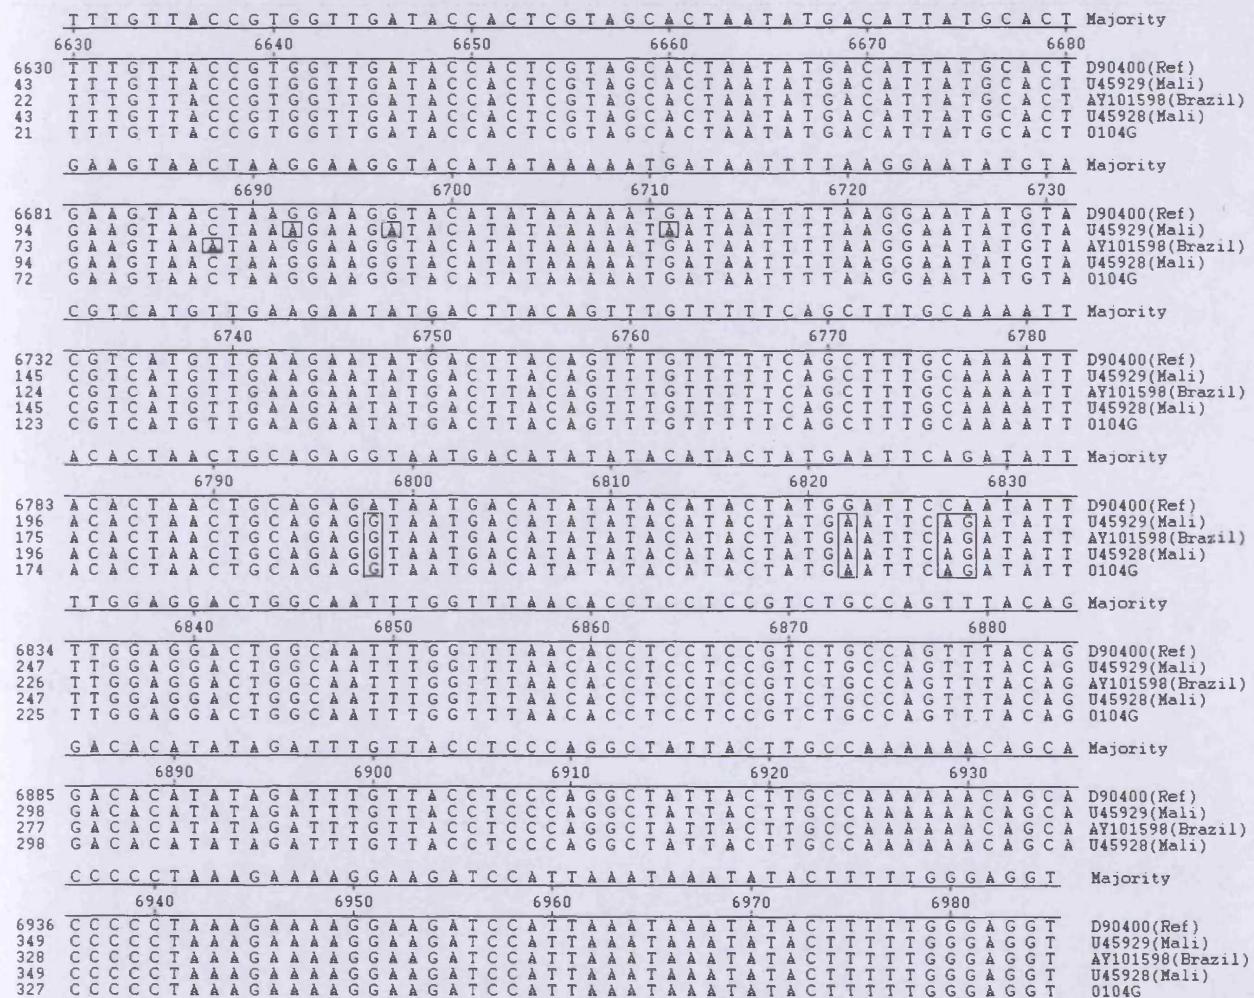 T T T G T T A C C G T G G T T G A T A C C A C T C G T A G C A C T A A T A T G A C A T T A T G C A C T Majority
6630 6640 6650 6660 6670 6680
6630 T T T G T T A C C G T G G T T G A T A C C A C T C G T A G C A C T A A T A T G A C A T T A T G C A C T D90400(Ref)
43 T T T G T T A C C G T G G T T G A T A C C A C T C G T A G C A C T A A T A T G A C A T T A T G C A C T U45929(Mali)
22 T T T G T T A C C G T G G T T G A T A C C A C T C G T A G C A C T A A T A T G A C A T T A T G C A C T AY101598(Brazil)
43 T T T G T T A C C G T G G T T G A T A C C A C T C G T A G C A C T A A T A T G A C A T T A T G C A C T U45928(Mali)
21 T T T G T T A C C G T G G T T G A T A C C A C T C G T A G C A C T A A T A T G A C A T T A T G C A C T 0104G
G A A G T A A C T A A G G A A G G T A C A T A T A A A A A T G A T A A T T T T A A G G A A T A T G T A Majority
6690 6700 6710 6720 6730
6681 G A A G T A A C T A A G G A A G G T A C A T A T A A A A A T G A T A A T T T T A A G G A A T A T G T A D90400(Ref)
94 G A A G T A A C T A A A G A A G A T A C A T A T A A A A A T A A T A A T T T T A A G G A A T A T G T A U45929(Mali)
73 G A A G T A A A T A A G G A A G G T A C A T A T A A A A A T G A T A A T T T T A A G G A A T A T G T A AY101598(Brazil)
94 G A A G T A A C T A A G G A A G G T A C A T A T A A A A A T G A T A A T T T T A A G G A A T A T G T A U45928(Mali)
72 G A A G T A A C T A A G G A A G G T A C A T A T A A A A A T G A T A A T T T T A A G G A A T A T G T A 0104G
C G T C A T G T T G A A G A A T A T G A C T T A C A G T T T G T T T T T C A G C T T T G C A A A A T T Majority
6740 6750 6760 6770 6780
6732 C G T C A T G T T G A A G A A T A T G A C T T A C A G T T T G T T T T T C A G C T T T G C A A A A T T D90400(Ref)
145 C G T C A T G T T G A A G A A T A T G A C T T A C A G T T T G T T T T T C A G C T T T G C A A A A T T U45929(Mali)
124 C G T C A T G T T G A A G A A T A T G A C T T A C A G T T T G T T T T T C A G C T T T G C A A A A T T AY101598(Brazil)
145 C G T C A T G T T G A A G A A T A T G A C T T A C A G T T T G T T T T T C A G C T T T G C A A A A T T U45928(Mali)
123 C G T C A T G T T G A A G A A T A T G A C T T A C A G T T T G T T T T T C A G C T T T G C A A A A T T 0104G
A C A C T A A C T G C A G A G G T A A T G A C A T A T A T A C A T A C T A T G A A T T C A G A T A T T Majority
6790 6800 6810 6820 6830
6783 A C A C T A A C T G C A G A G A T A A T G A C A T A T A T A C A T A C T A T G G A T T C C A A T A T T D90400(Ref)
196 A C A C T A A C T G C A G A G G T A A T G A C A T A T A T A C A T A C T A T G A A T T C A G A T A T T U45929(Mali)
175 A C A C T A A C T G C A G A G G T A A T G A C A T A T A T A C A T A C T A T G A A T T C A G A T A T T AY101598(Brazil)
196 A C A C T A A C T G C A G A G G T A A T G A C A T A T A T A C A T A C T A T G A A T T C A G A T A T T U45928(Mali)
174 A C A C T A A C T G C A G A G G T A A T G A C A T A T A T A C A T A C T A T G A A T T C A G A T A T T 0104G
T T G G A G G A C T G G C A A T T T G G T T T A A C A C C T C C T C C G T C T G C C A G T T T A C A G Majority
6840 6850 6860 6870 6880
6834 T T G G A G G A C T G G C A A T T T G G T T T A A C A C C T C C T C C G T C T G C C A G T T T A C A G D90400(Ref)
247 T T G G A G G A C T G G C A A T T T G G T T T A A C A C C T C C T C C G T C T G C C A G T T T A C A G U45929(Mali)
226 T T G G A G G A C T G G C A A T T T G G T T T A A C A C C T C C T C C G T C T G C C A G T T T A C A G AY101598(Brazil)
247 T T G G A G G A C T G G C A A T T T G G T T T A A C A C C T C C T C C G T C T G C C A G T T T A C A G U45928(Mali)
225 T T G G A G G A C T G G C A A T T T G G T T T A A C A C C T C C T C C G T C T G C C A G T T T A C A G 0104G
G A C A C A T A T A G A T T T G T T A C C T C C C A G G C T A T T A C T T G C C A A A A A A C A G C A Majority
6890 6900 6910 6920 6930
6885 G A C A C A T A T A G A T T T G T T A C C T C C C A G G C T A T T A C T T G C C A A A A A A C A G C A D90400(Ref)
298 G A C A C A T A T A G A T T T G T T A C C T C C C A G G C T A T T A C T T G C C A A A A A A C A G C A U45929(Mali)
277 G A C A C A T A T A G A T T T G T T A C C T C C C A G G C T A T T A C T T G C C A A A A A A C A G C A AY101598(Brazil)
298 G A C A C A T A T A G A T T T G T T A C C T C C C A G G C T A T T A C T T G C C A A A A A A C A G C A U45928(Mali)
C C C C C T A A A G A A A A G G A A G A T C C A T T A A A T A A A T A T A C T T T T T G G G A G G T Majority
6940 6950 6960 6970 6980
6936 C C C C C T A A A G A A A A G G A A G A T C C A T T A A A T A A A T A T A C T T T T T G G G A G G T D90400(Ref)
349 C C C C C T A A A G A A A A G G A A G A T C C A T T A A A T A A A T A T A C T T T T T G G G A G G T U45929(Mali)
328 C C C C C T A A A G A A A A G G A A G A T C C A T T A A A T A A A T A T A C T T T T T G G G A G G T AY101598(Brazil)
349 C C C C C T A A A G A A A A G G A A G A T C C A T T A A A T A A A T A T A C T T T T T G G G A G G T U45928(Mali)
327 C C C C C T A A A G A A A A G G A A G A T C C A T T A A A T A A A T A T A C T T T T T G G G A G G T 0104G